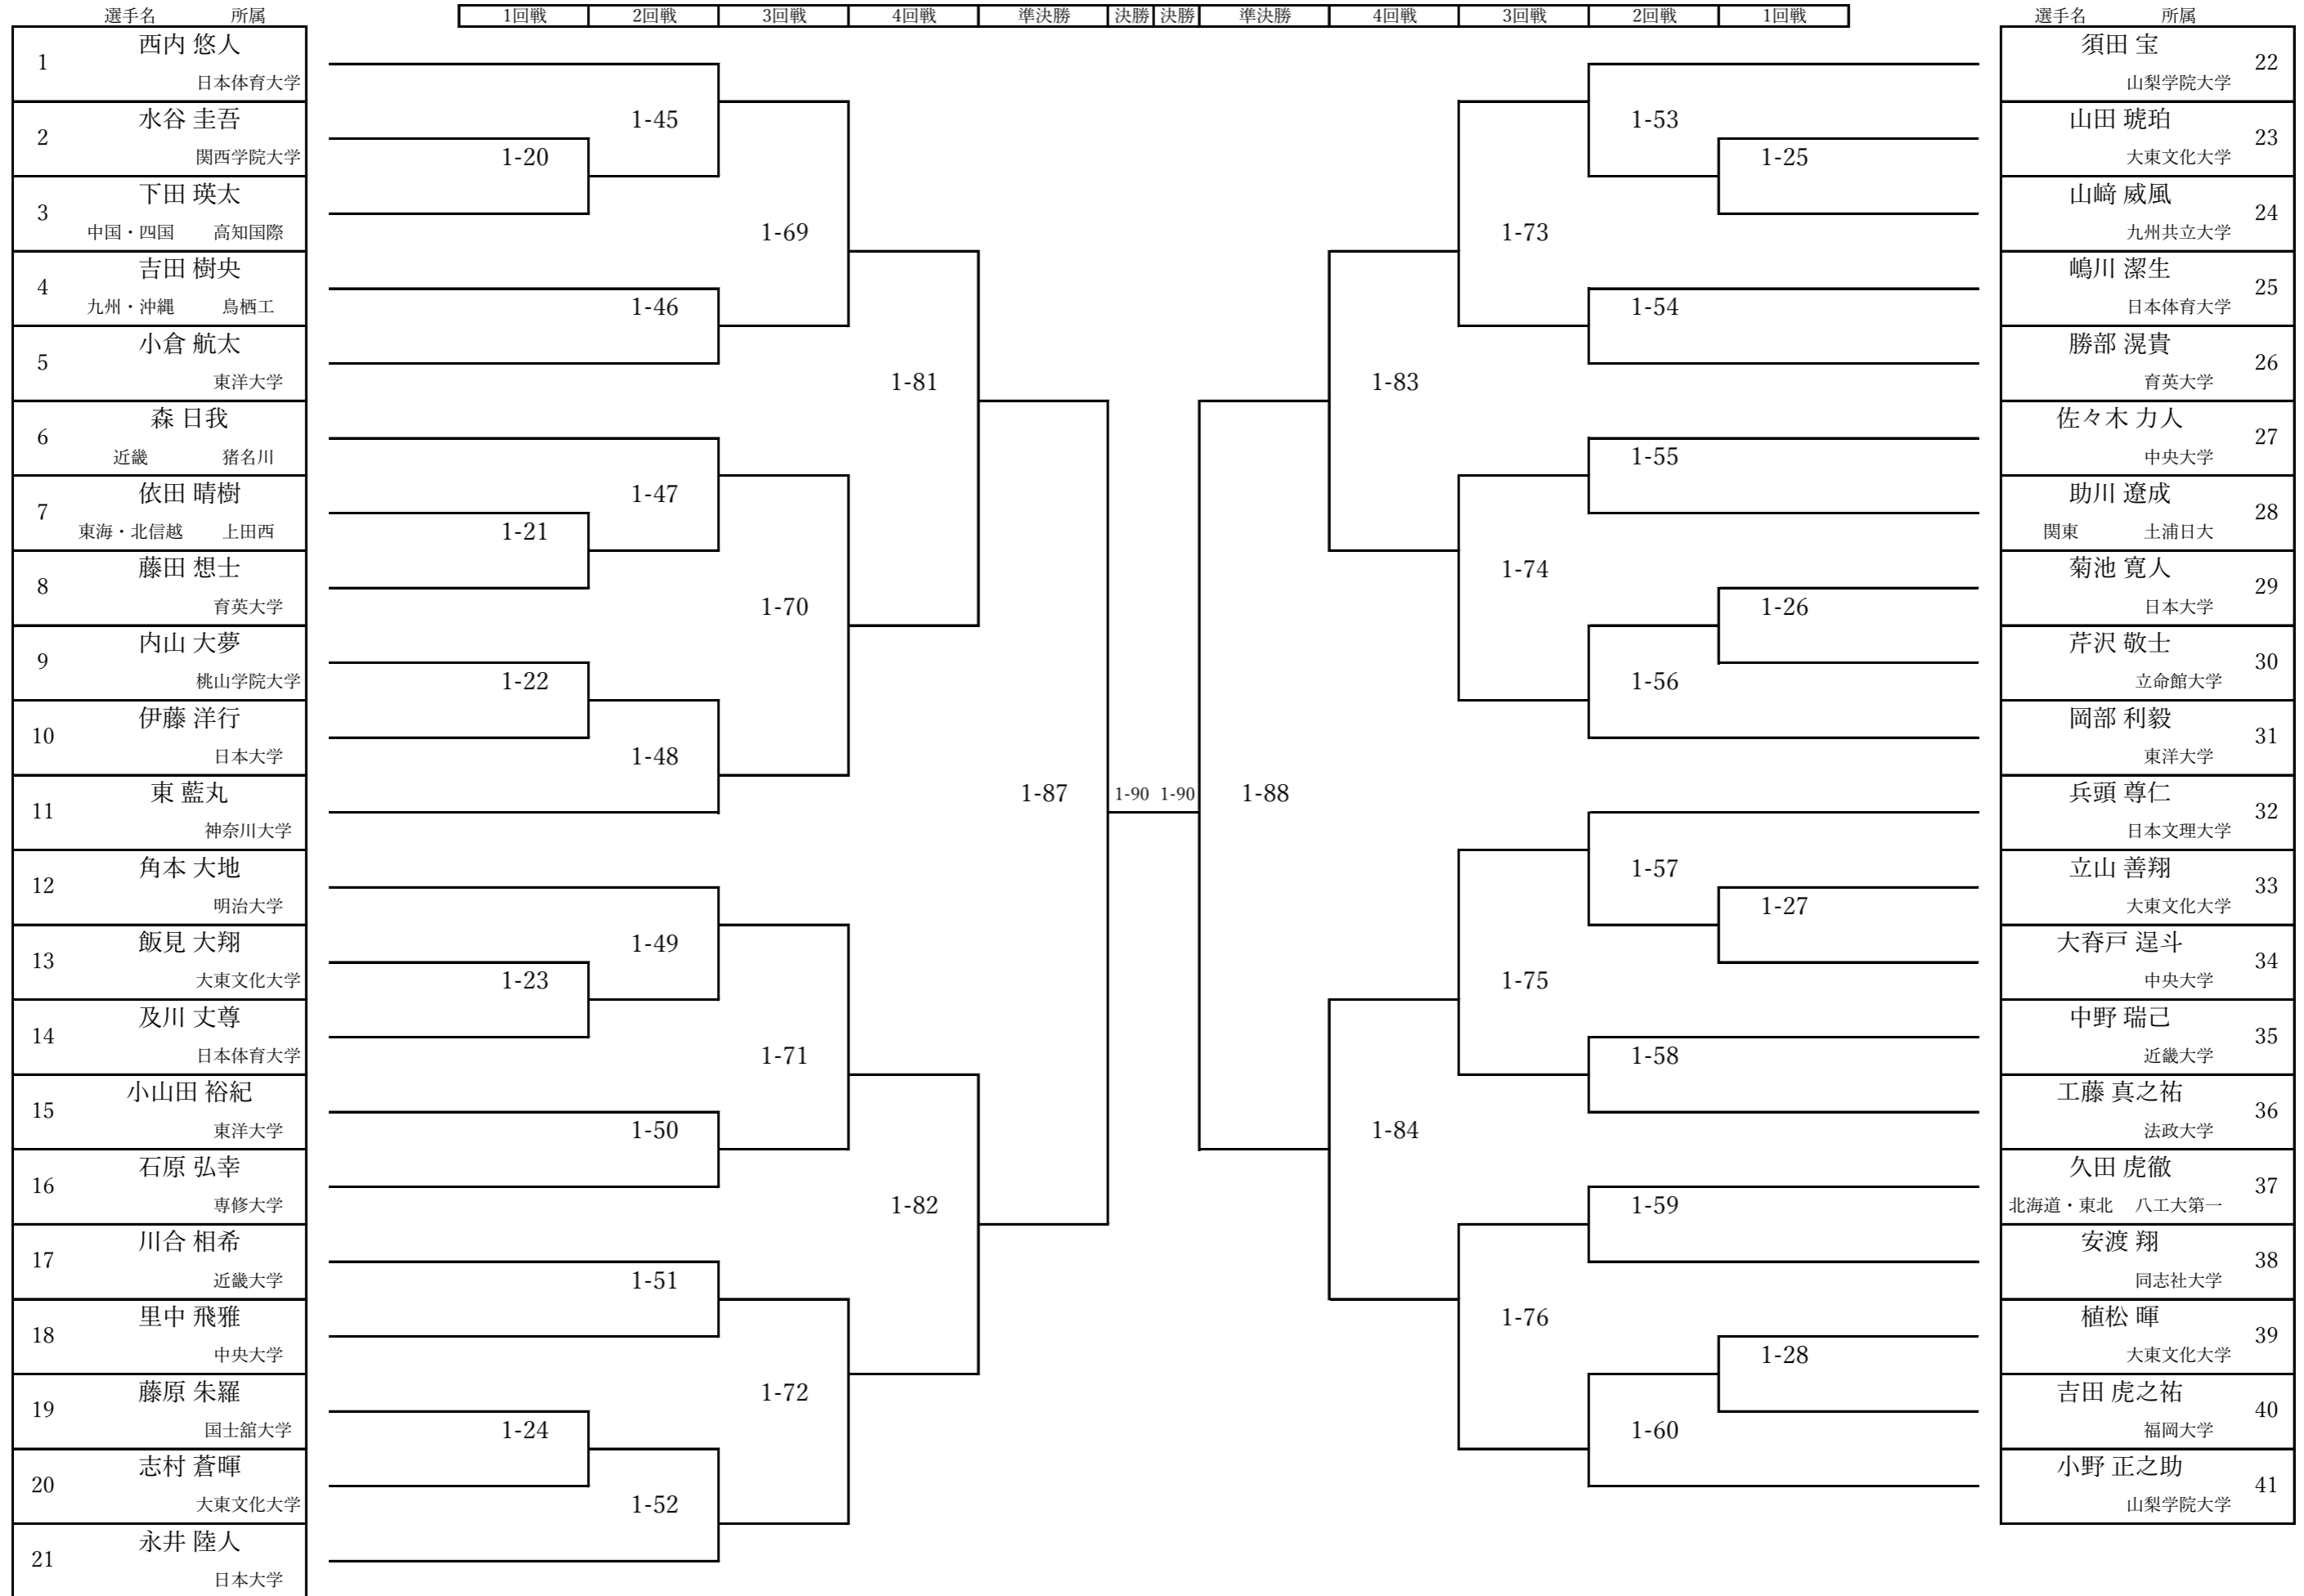 選手名 所属 1回戦 2回戦 3回戦 4回戦 準決勝 決勝 決勝 準決勝 4回戦 3回戦 2回戦 1回戦 選手名 所属
1 西内 悠人
日本体育大学
2 水谷 圭吾
関西学院大学
3 下田 瑛太
中国・四国 高知国際
4 吉田 樹央
九州・沖縄 鳥栖工
5 小倉 航太
東洋大学
6 森 日我
近畿 猪名川
7 依田 晴樹
東海・北信越 上田西
8 藤田 想士
育英大学
9 内山 大夢
桃山学院大学
10 伊藤 洋行
日本大学
11 東 藍丸
神奈川大学
12 角本 大地
明治大学
13 飯見 大翔
大東文化大学
14 及川 丈尊
日本体育大学
15 小山田 裕紀
東洋大学
16 石原 弘幸
専修大学
17 川合 相希
近畿大学
18 里中 飛雅
中央大学
19 藤原 朱羅
国士舘大学
20 志村 蒼暉
大東文化大学
21 永井 陸人
日本大学
1-20
1-21
1-22
1-23
1-24
1-45
1-46
1-47
1-48
1-49
1-50
1-51
1-52
1-69
1-70
1-71
1-72
1-81
1-82
1-87
1-90 1-90
1-88
1-83
1-84
1-73
1-74
1-75
1-76
1-53
1-54
1-55
1-56
1-57
1-58
1-59
1-60
1-25
1-26
1-27
1-28
須田 宝 22
山梨学院大学
山田 琥珀 23
大東文化大学
山﨑 威風 24
九州共立大学
嶋川 潔生 25
日本体育大学
勝部 滉貴 26
育英大学
佐々木 力人 27
中央大学
助川 遼成 28
関東 土浦日大
菊池 寛人 29
日本大学
芹沢 敬士 30
立命館大学
岡部 利毅 31
東洋大学
兵頭 尊仁 32
日本文理大学
立山 善翔 33
大東文化大学
大脊戸 逞斗 34
中央大学
中野 瑞己 35
近畿大学
工藤 真之祐 36
法政大学
久田 虎徹 37
北海道・東北 八工大第一
安渡 翔 38
同志社大学
植松 暉 39
大東文化大学
吉田 虎之祐 40
福岡大学
小野 正之助 41
山梨学院大学